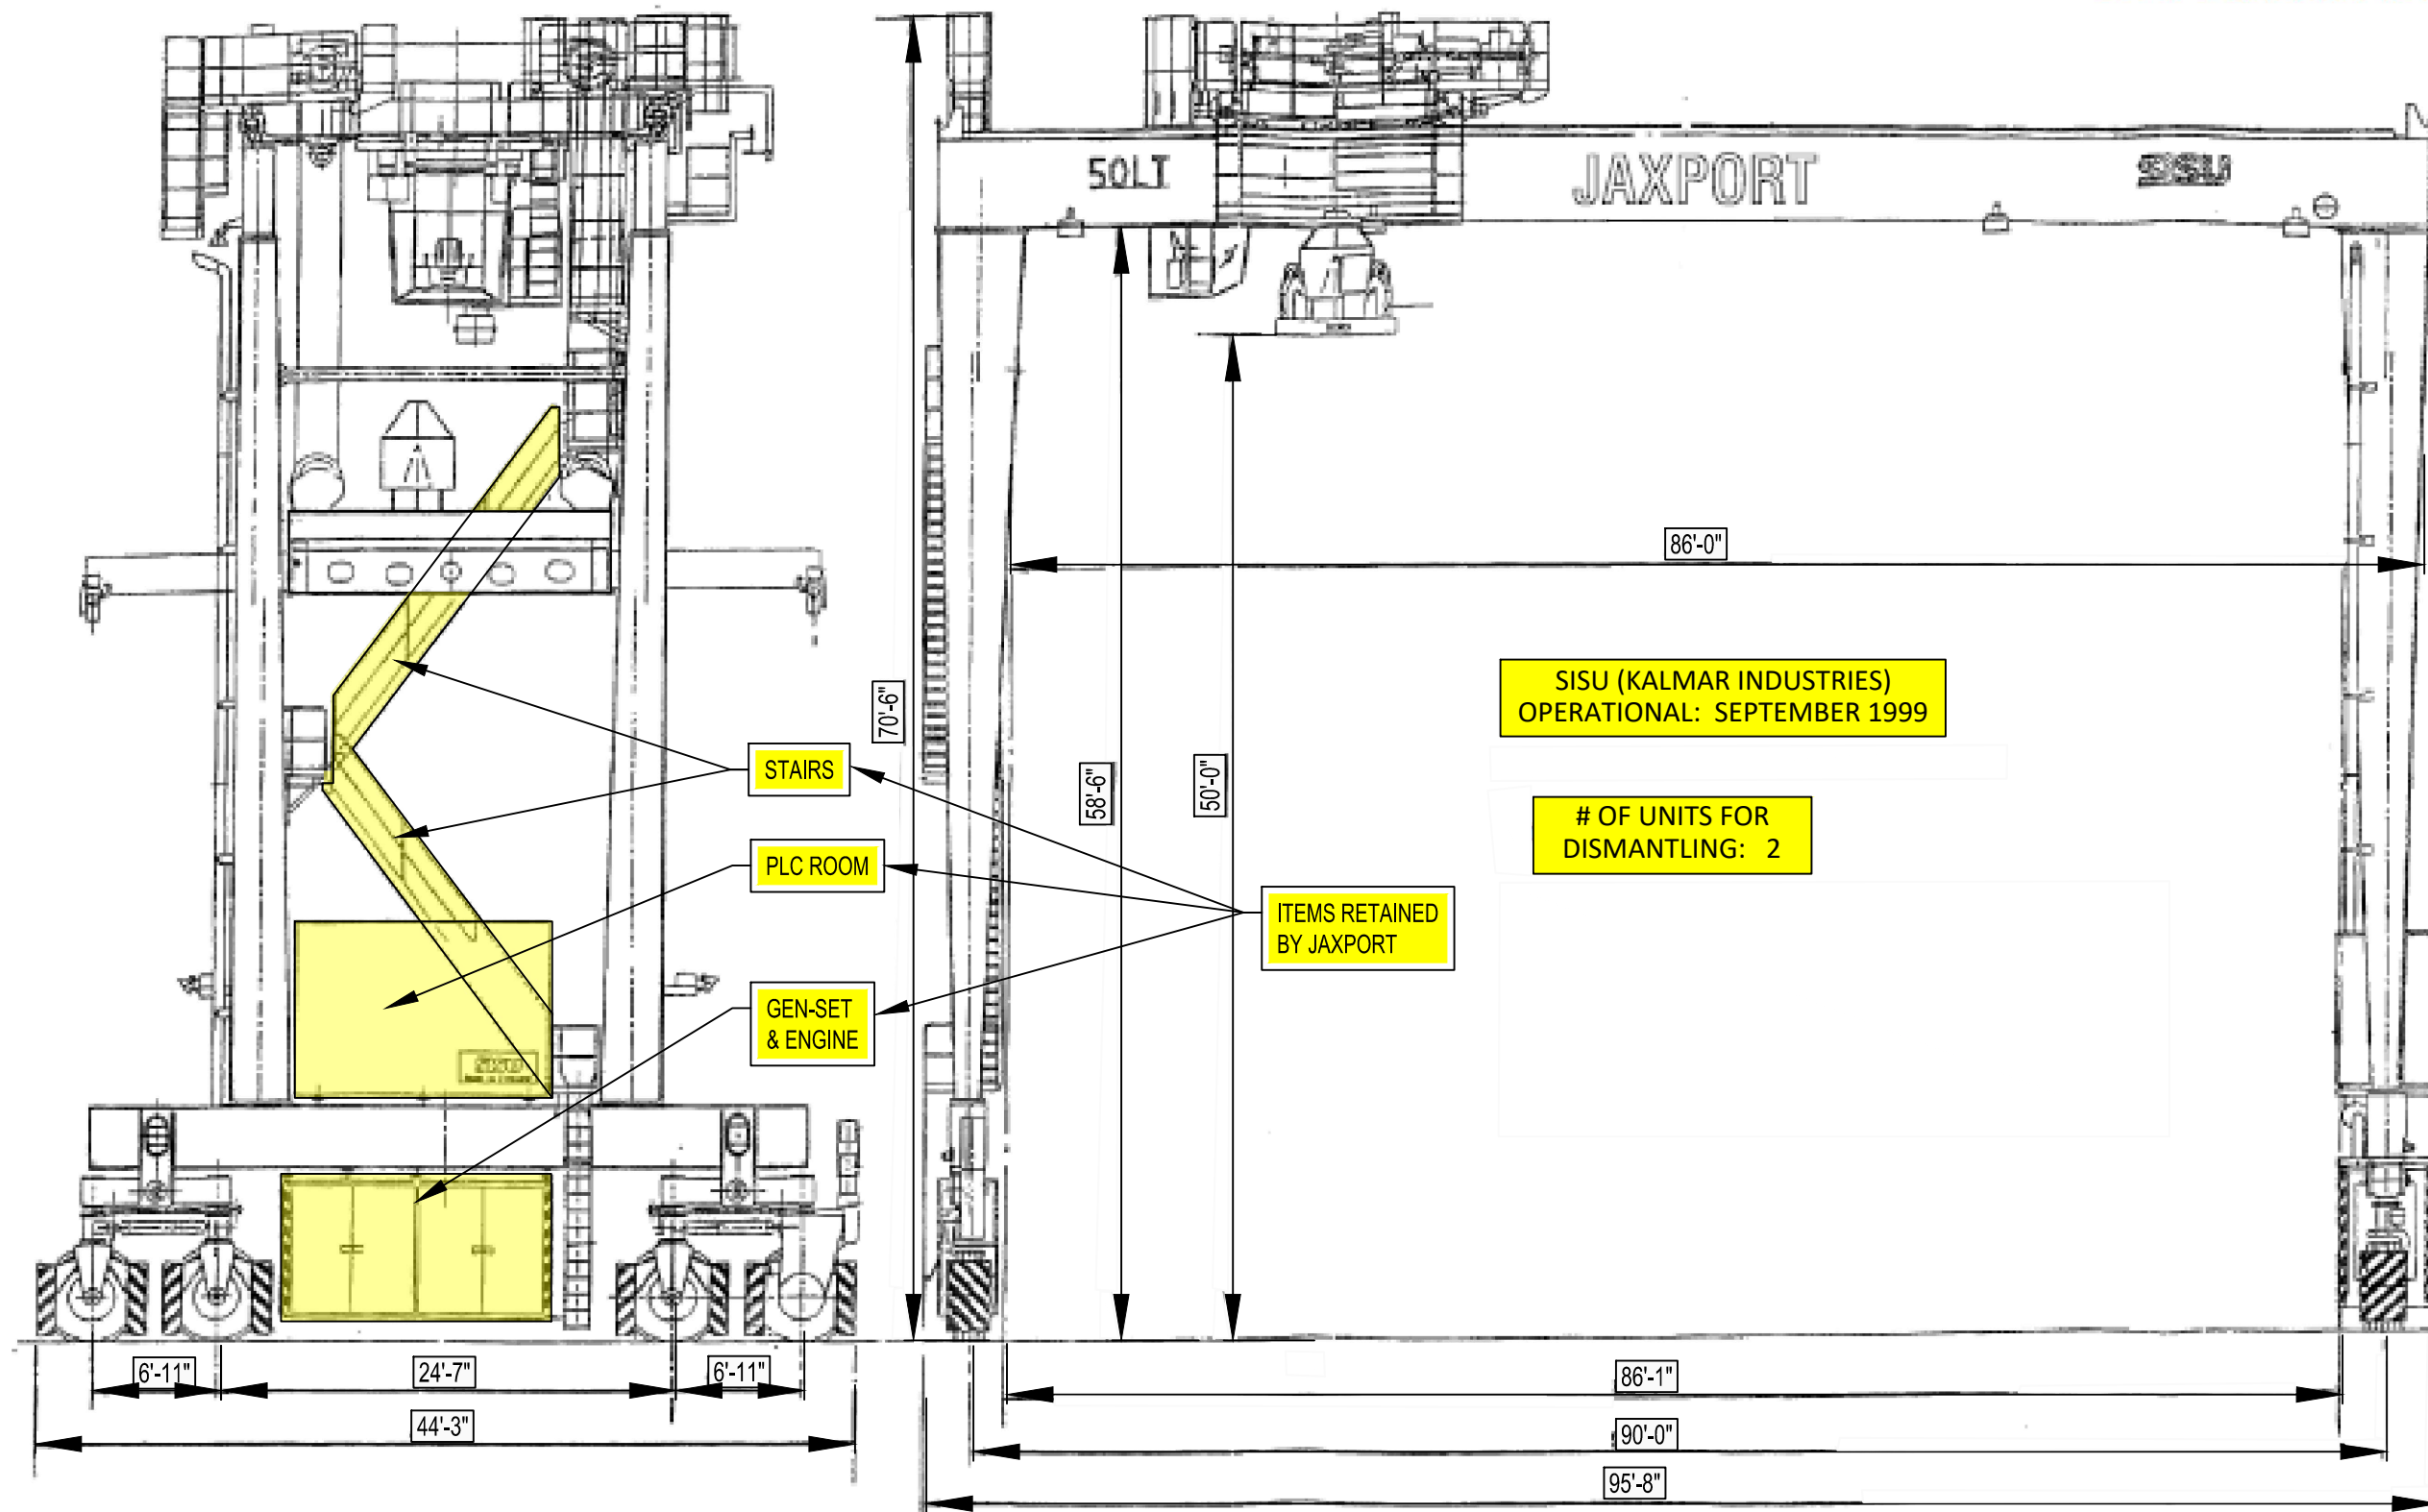 50LT
JAXPORT
SISU
86'-0"
SISU (KALMAR INDUSTRIES)
OPERATIONAL: SEPTEMBER 1999
70'-6"
58'-6"
50'-0"
STAIRS
# OF UNITS FOR
DISMANTLING: 2
PLC ROOM
ITEMS RETAINED
BY JAXPORT
GEN-SET
& ENGINE
6'-11"
24'-7"
6'-11"
86'-1"
44'-3"
90'-0"
95'-8"